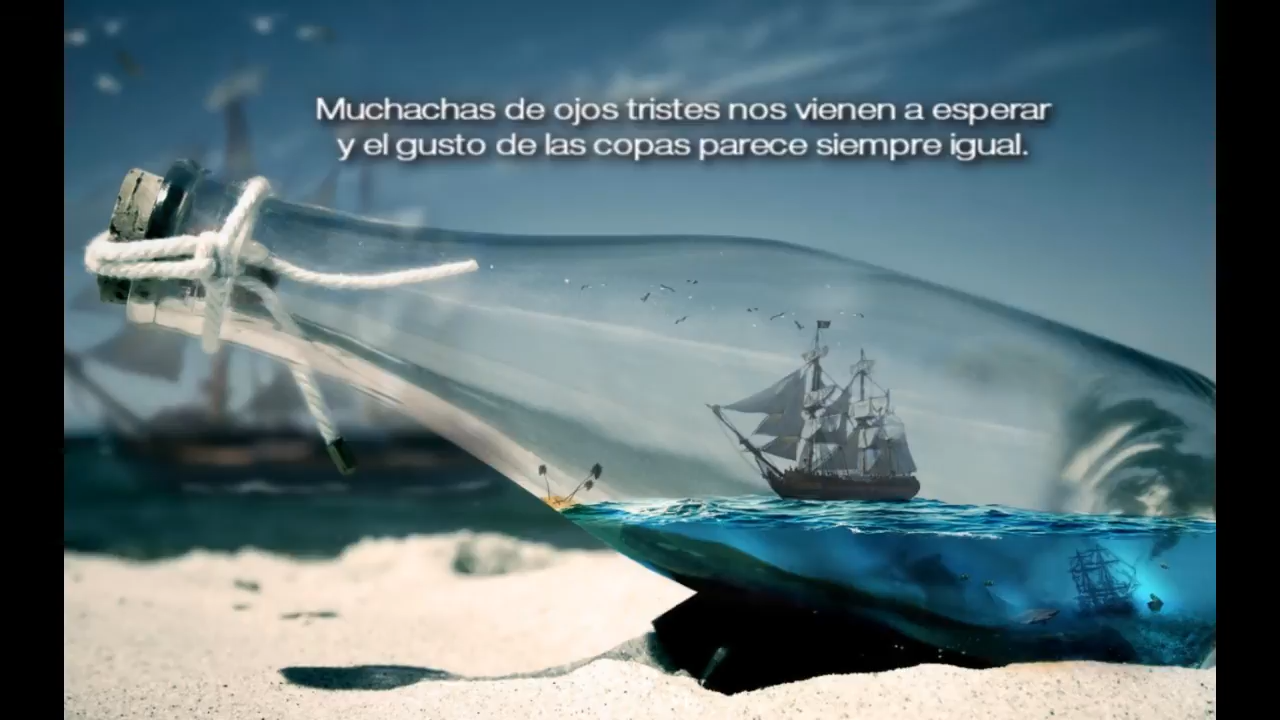 Muchachas de ojos tristes nos vienen a esperar
y el gusto de las copas parece siempre igual.